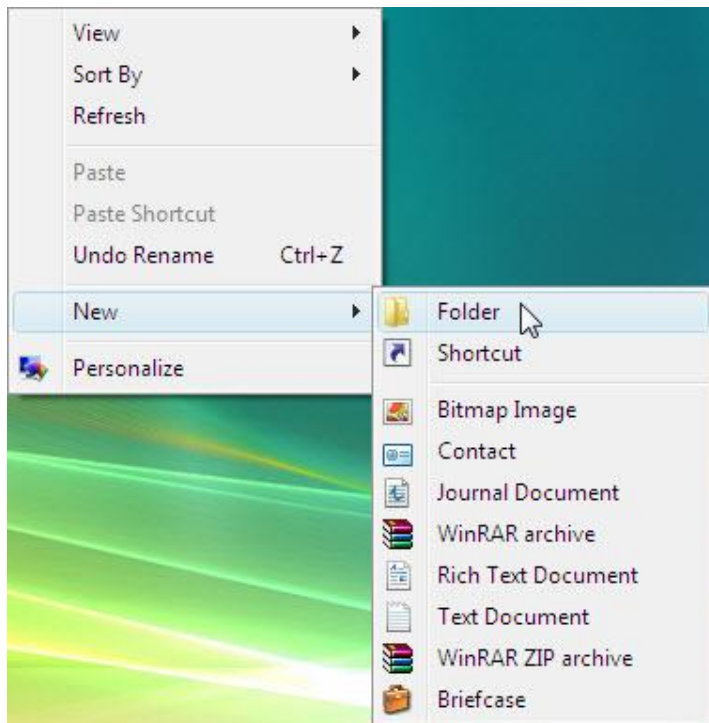 View
Sort By
Refresh
Paste
Paste Shortcut
Undo Rename Ctrl+Z
New
Personalize
Folder
Shortcut
Bitmap Image
Contact
Journal Document
WinRAR archive
Rich Text Document
Text Document
WinRAR ZIP archive
Briefcase